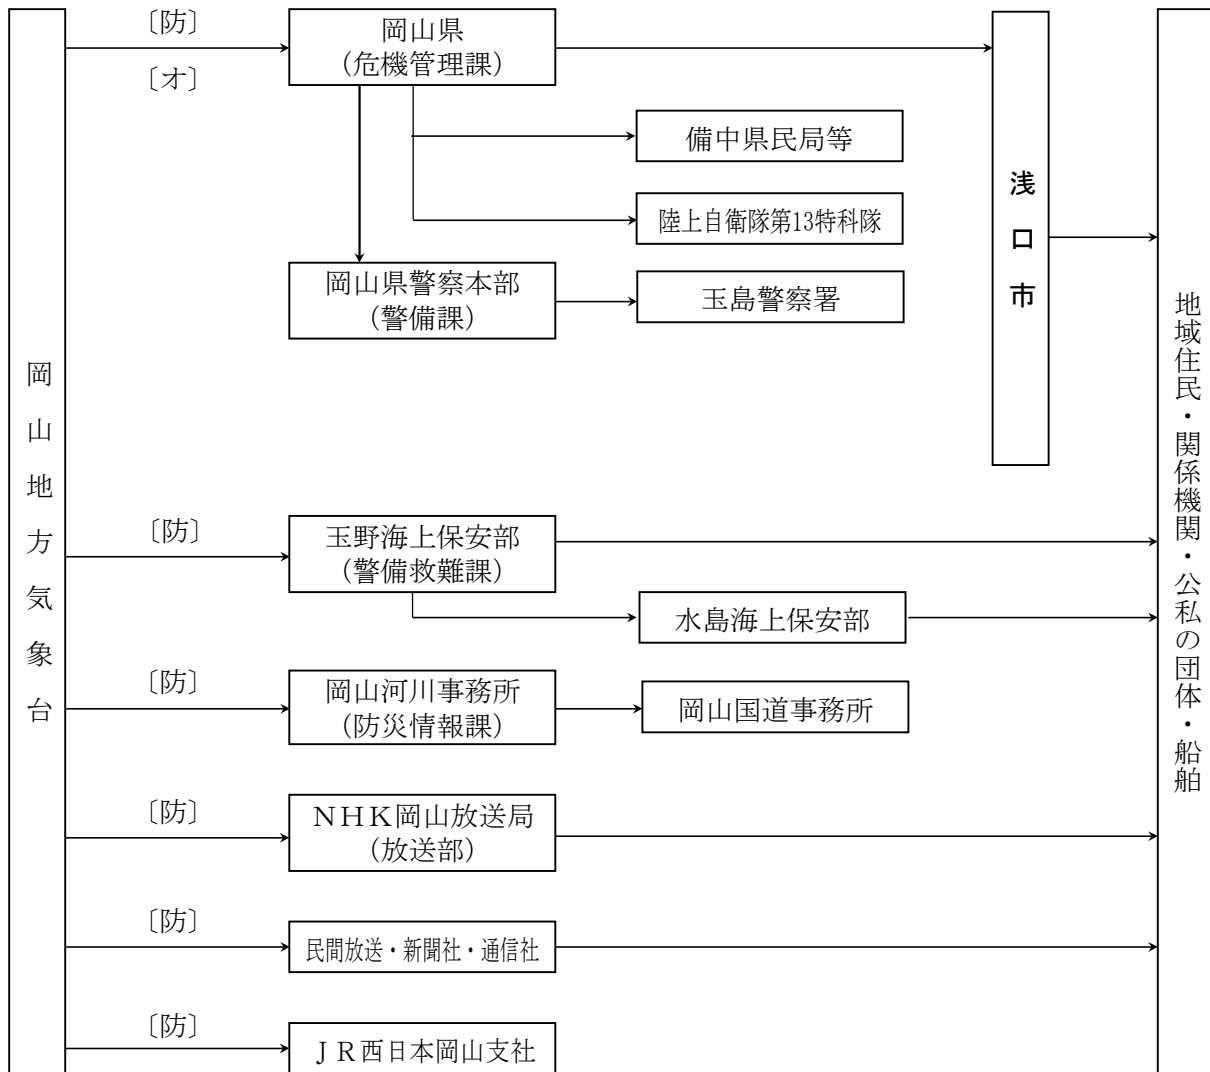 岡山地方気象台
〔防〕
〔オ〕
岡山県
（危機管理課）
備中県民局等
陸上自衛隊第13特科隊
岡山県警察本部
（警備課）
玉島警察署
浅口市
〔防〕
玉野海上保安部
（警備救難課）
水島海上保安部
〔防〕
岡山河川事務所
（防災情報課）
岡山国道事務所
〔防〕
ＮＨＫ岡山放送局
（放送部）
〔防〕
民間放送・新聞社・通信社
〔防〕
ＪＲ西日本岡山支社
地域住民・関係機関・公私の団体・船舶